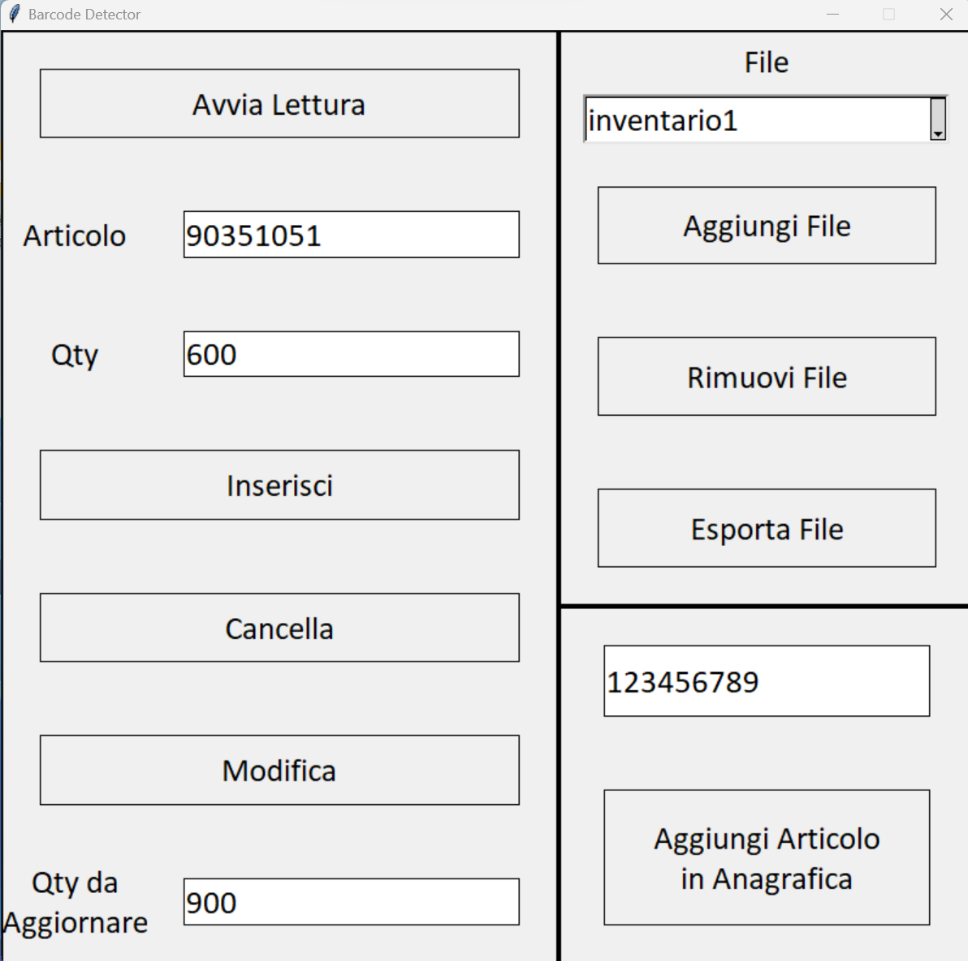 Barcode Detector
Avvia Lettura
Articolo
90351051
Qty
600
Inserisci
Cancella
Modifica
Qty da
Aggiornare
900
File
inventario1
Aggiungi File
Rimuovi File
Esporta File
123456789
Aggiungi Articolo
in Anagrafica